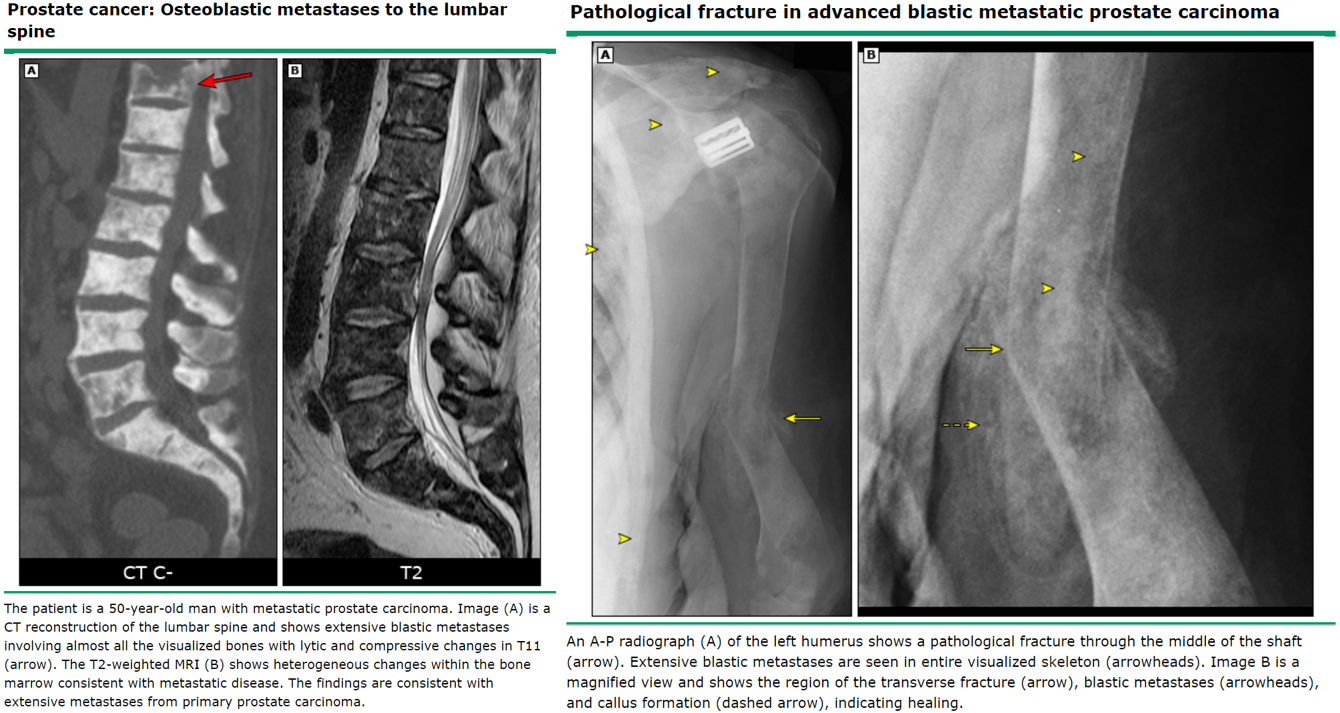 Prostate cancer: Osteoblastic metastases to the lumbar
spine
A
B
CT C-
T2
The patient is a 50-year-old man with metastatic prostate carcinoma. Image (A) is a
CT reconstruction of the lumbar spine and shows extensive blastic metastases
involving almost all the visualized bones with lytic and compressive changes in T11
(arrow). The T2-weighted MRI (B) shows heterogeneous changes within the bone
marrow consistent with metastatic disease. The findings are consistent with
extensive metastases from primary prostate carcinoma.
Pathological fracture in advanced blastic metastatic prostate carcinoma
A
B
An A-P radiograph (A) of the left humerus shows a pathological fracture through the middle of the shaft
(arrow). Extensive blastic metastases are seen in entire visualized skeleton (arrowheads). Image B is a
magnified view and shows the region of the transverse fracture (arrow), blastic metastases (arrowheads),
and callus formation (dashed arrow), indicating healing.